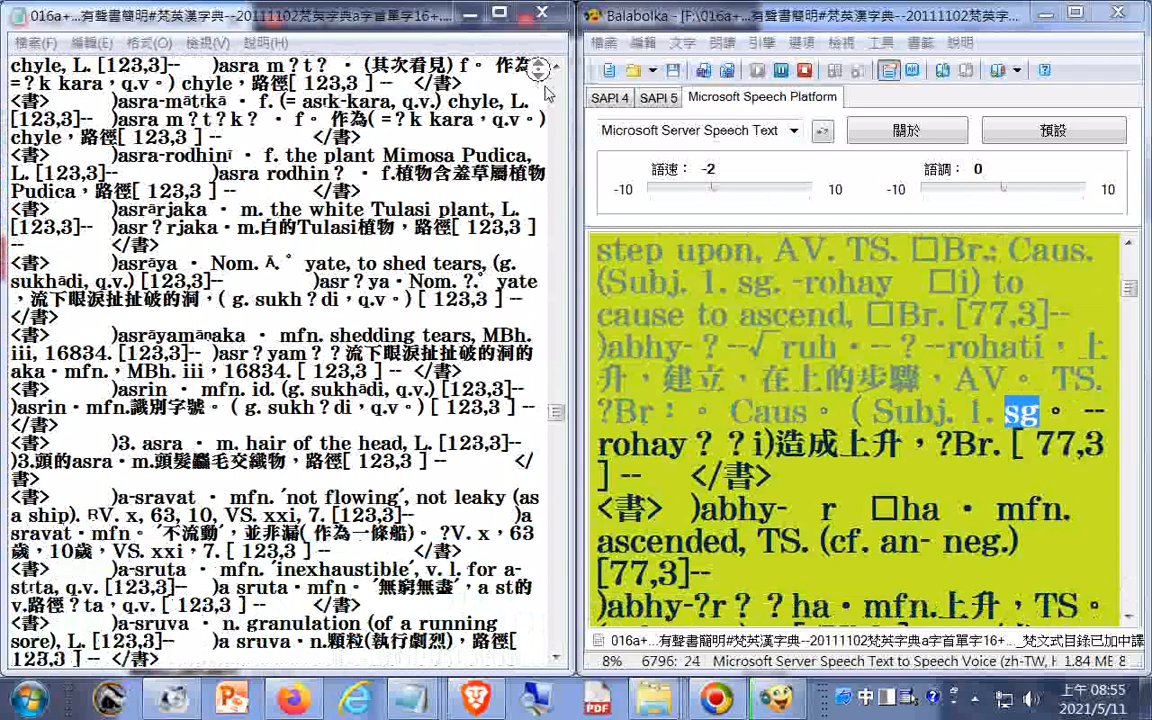 016a+...有聲書簡明#梵英漢字典--20111102梵英字典a字首單字16+...
檔案(F) 編輯(E) 格式(O) 檢視(V) 說明(H)
chyle, L. [123,3]-- )asra m?t? · (其次看見) f。 作為
=?k kara，q.v。) chyle，路徑[ 123,3 ] -- </書>
<書> )asra-mātṛkā · f. (= asṛk-kara, q.v.) chyle, L.
[123,3]-- )asra m?t?k? · f。 作為( =?k kara，q.v。)
chyle，路徑[ 123,3 ] -- </書>
<書> )asra-rodhinī · f. the plant Mimosa Pudica,
L. [123,3]-- )asra rodhin? · f.植物含羞草屬植物
Pudica，路徑[ 123,3 ] -- </書>
<書> )asrārjaka · m. the white Tulasi plant, L.
[123,3]-- )asr?rjaka·m.白的Tulasi植物，路徑[ 123,3 ]
-- </書>
<書> )asrāya · Nom. Ā.° yate, to shed tears, (g.
sukhādi, q.v.) [123,3]-- )asr?ya·Nom. ?.° yate
，流下眼淚扯扯破的洞，( g. sukh?di，q.v。) [ 123,3 ] --
</書>
<書> )asrāyamāṇaka · mfn. shedding tears, MBh.
iii, 16834. [123,3]-- )asr?yam??流下眼淚扯扯破的洞的
aka·mfn.，MBh. iii，16834. [ 123,3 ] -- </書>
<書> )asrin · mfn. id. (g. sukhādi, q.v.) [123,3]--
)asrin·mfn.識別字號。( g. sukh?di，q.v。) [ 123,3 ] --
</書>
<書> )3. asra · m. hair of the head, L. [123,3]--
)3.頭的asra·m.頭髮氍毛交織物，路徑[ 123,3 ] -- </
書>
<書> )a-sravat · mfn. 'not flowing', not leaky (as
a ship). ṚV. x, 63, 10, VS. xxi, 7. [123,3]-- )a
sravat·mfn。'不流動'，並非漏(作為一條船)。?V. x，63
歲，10歲，VS. xxi，7. [ 123,3 ] -- </書>
<書> )a-sruta · mfn. 'inexhaustible', v. l. for a-
stṛta, q.v. [123,3]-- )a sruta·mfn。'無窮無盡'，a st的
v.路徑?ta，q.v. [ 123,3 ] -- </書>
<書> )a-sruva · n. granulation (of a running
sore), L. [123,3]-- )a sruva·n.顆粒(執行劇烈)，路徑[
123,3 ] -- </書>
Balabolka - [F:\016a+...有聲書簡明#梵英漢字典--20111102梵英字...
檔案 編輯 文字 朗讀 引擎 選項 檢視 工具 書籤 說明
SAPI 4 SAPI 5 Microsoft Speech Platform
Microsoft Server Speech Text 關於 預設
語速： -2 語調： 0
-10 10 -10 10
step upon, AV. TS. □Br.: Caus.
(Subj. 1. sg. -rohay □i) to
cause to ascend, □Br. [77,3]--
)abhy-?--√ruh·--?--rohati，上
升，建立，在上的步驟，AV。TS.
?Br：。Caus。( Subj. 1. sg。--
rohay??i)造成上升，?Br. [ 77,3
] -- </書>
<書> )abhy- r □ha · mfn.
ascended, TS. (cf. an- neg.)
[77,3]--
)abhy-?r??ha·mfn.上升，TS。
016a+...有聲書簡明#梵英漢字典--20111102梵英字典a字首單字16+..._梵文式目錄已加中譯
8% 6796: 24 Microsoft Server Speech Text to Speech Voice (zh-TW, H 1.84 MB 8
中
上午 08:55
2021/5/11